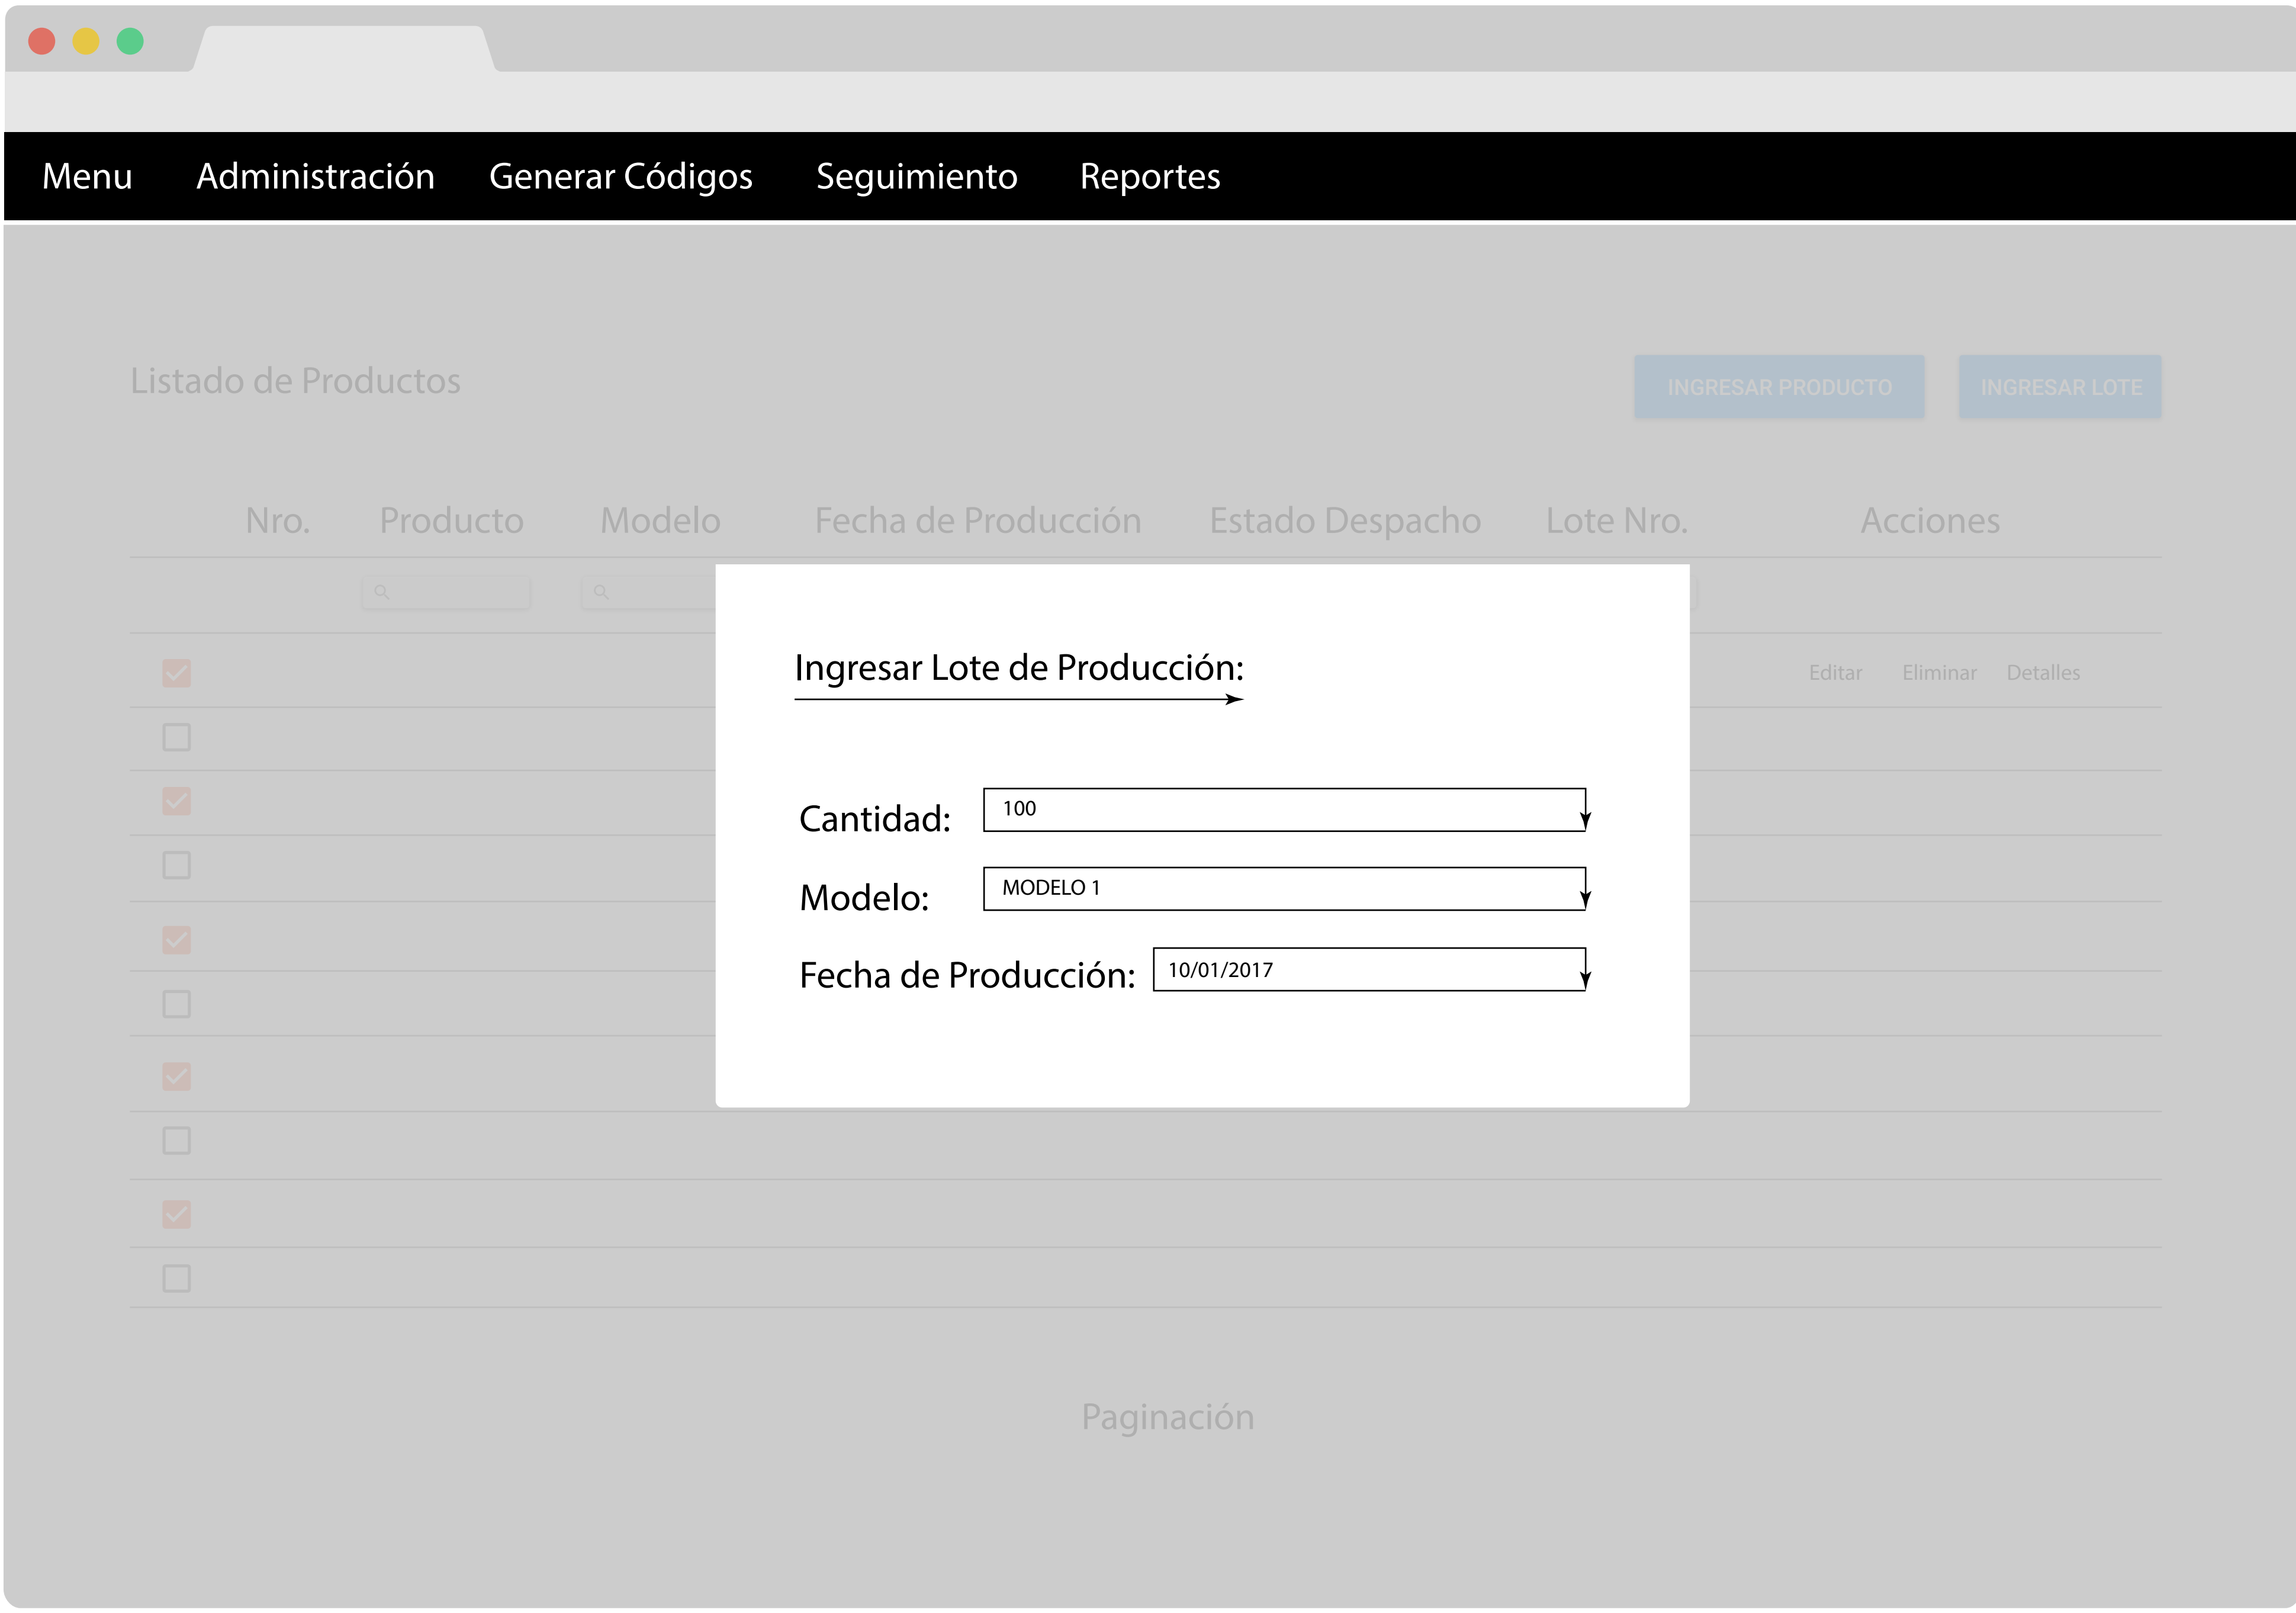 Menu Administración Generar Códigos Seguimiento Reportes
Listado de Productos INGRESAR PRODUCTO INGRESAR LOTE
Nro. Producto Modelo Fecha de Producción Estado Despacho Lote Nro. Acciones
Editar Eliminar Detalles
Ingresar Lote de Producción:
Cantidad: 100
Modelo: MODELO 1
Fecha de Producción: 10/01/2017
Paginación